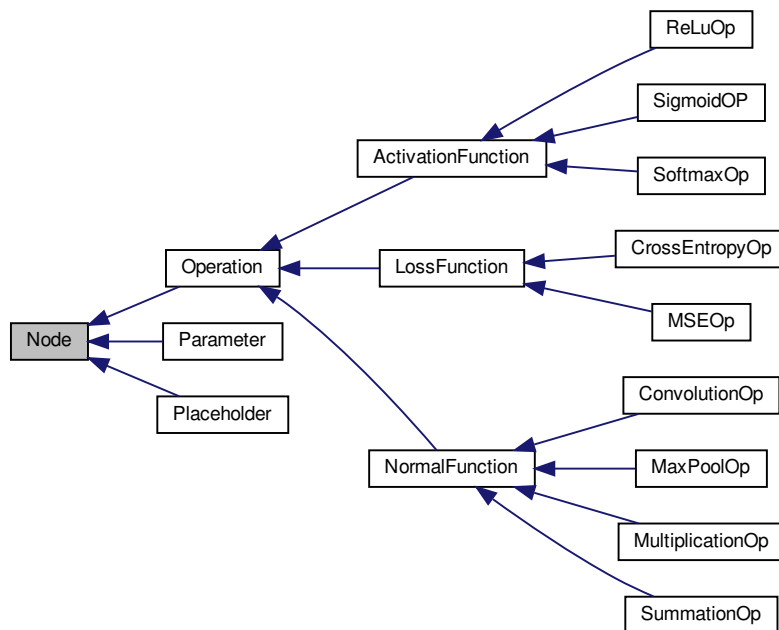 ReLuOp
SigmoidOP
ActivationFunction
SoftmaxOp
CrossEntropyOp
Operation
LossFunction
MSEOp
Node
Parameter
Placeholder
ConvolutionOp
NormalFunction
MaxPoolOp
MultiplicationOp
SummationOp